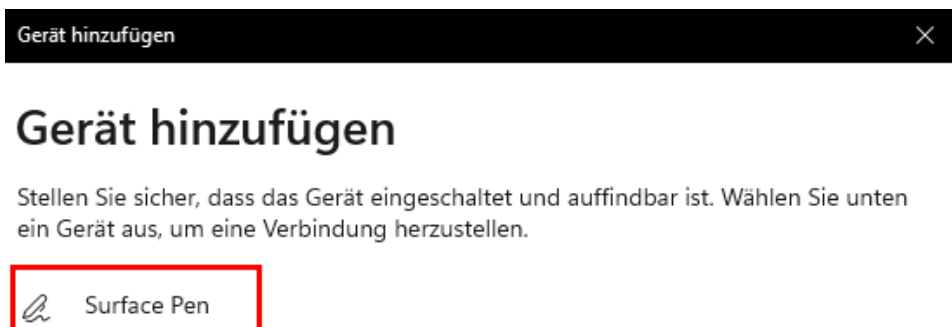 Gerät hinzufügen
Gerät hinzufügen
Stellen Sie sicher, dass das Gerät eingeschaltet und auffindbar ist. Wählen Sie unten
ein Gerät aus, um eine Verbindung herzustellen.
Surface Pen